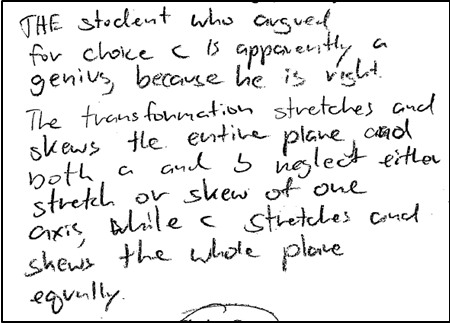 THE student who argued
for choice c is apparently a
genius, because he is right.
The transformation stretches and
skews the entire plane and
both a and b neglect either
stretch or skew of one
axis, while c stretches and
skews the whole plane
equally.